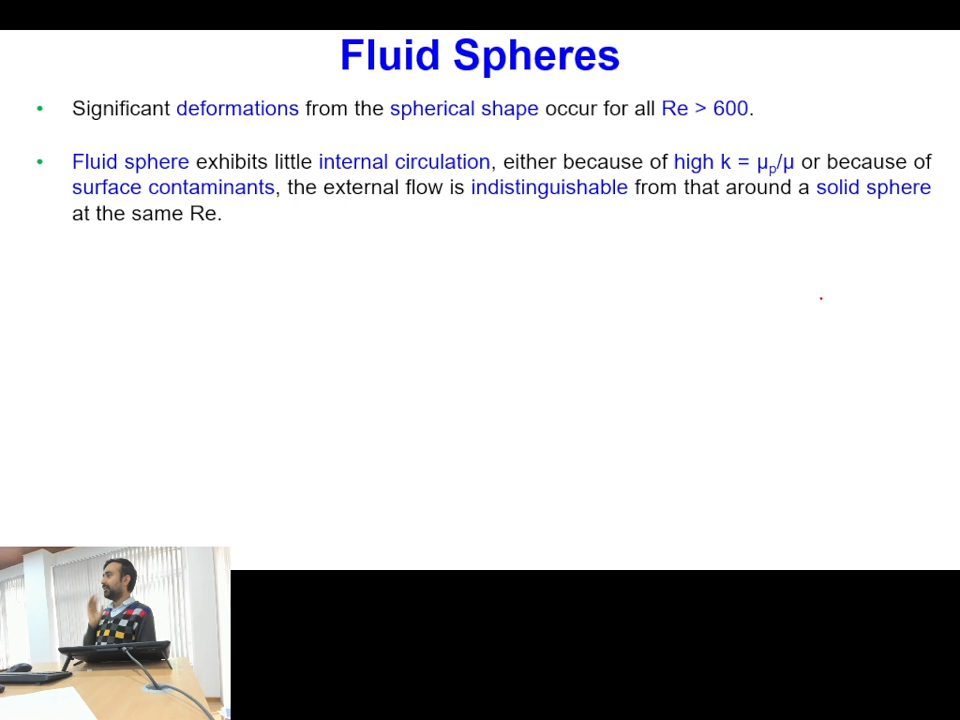 Fluid Spheres
• Significant deformations from the spherical shape occur for all Re > 600.
• Fluid sphere exhibits little internal circulation, either because of high k = μp/μ or because of
surface contaminants, the external flow is indistinguishable from that around a solid sphere
at the same Re.